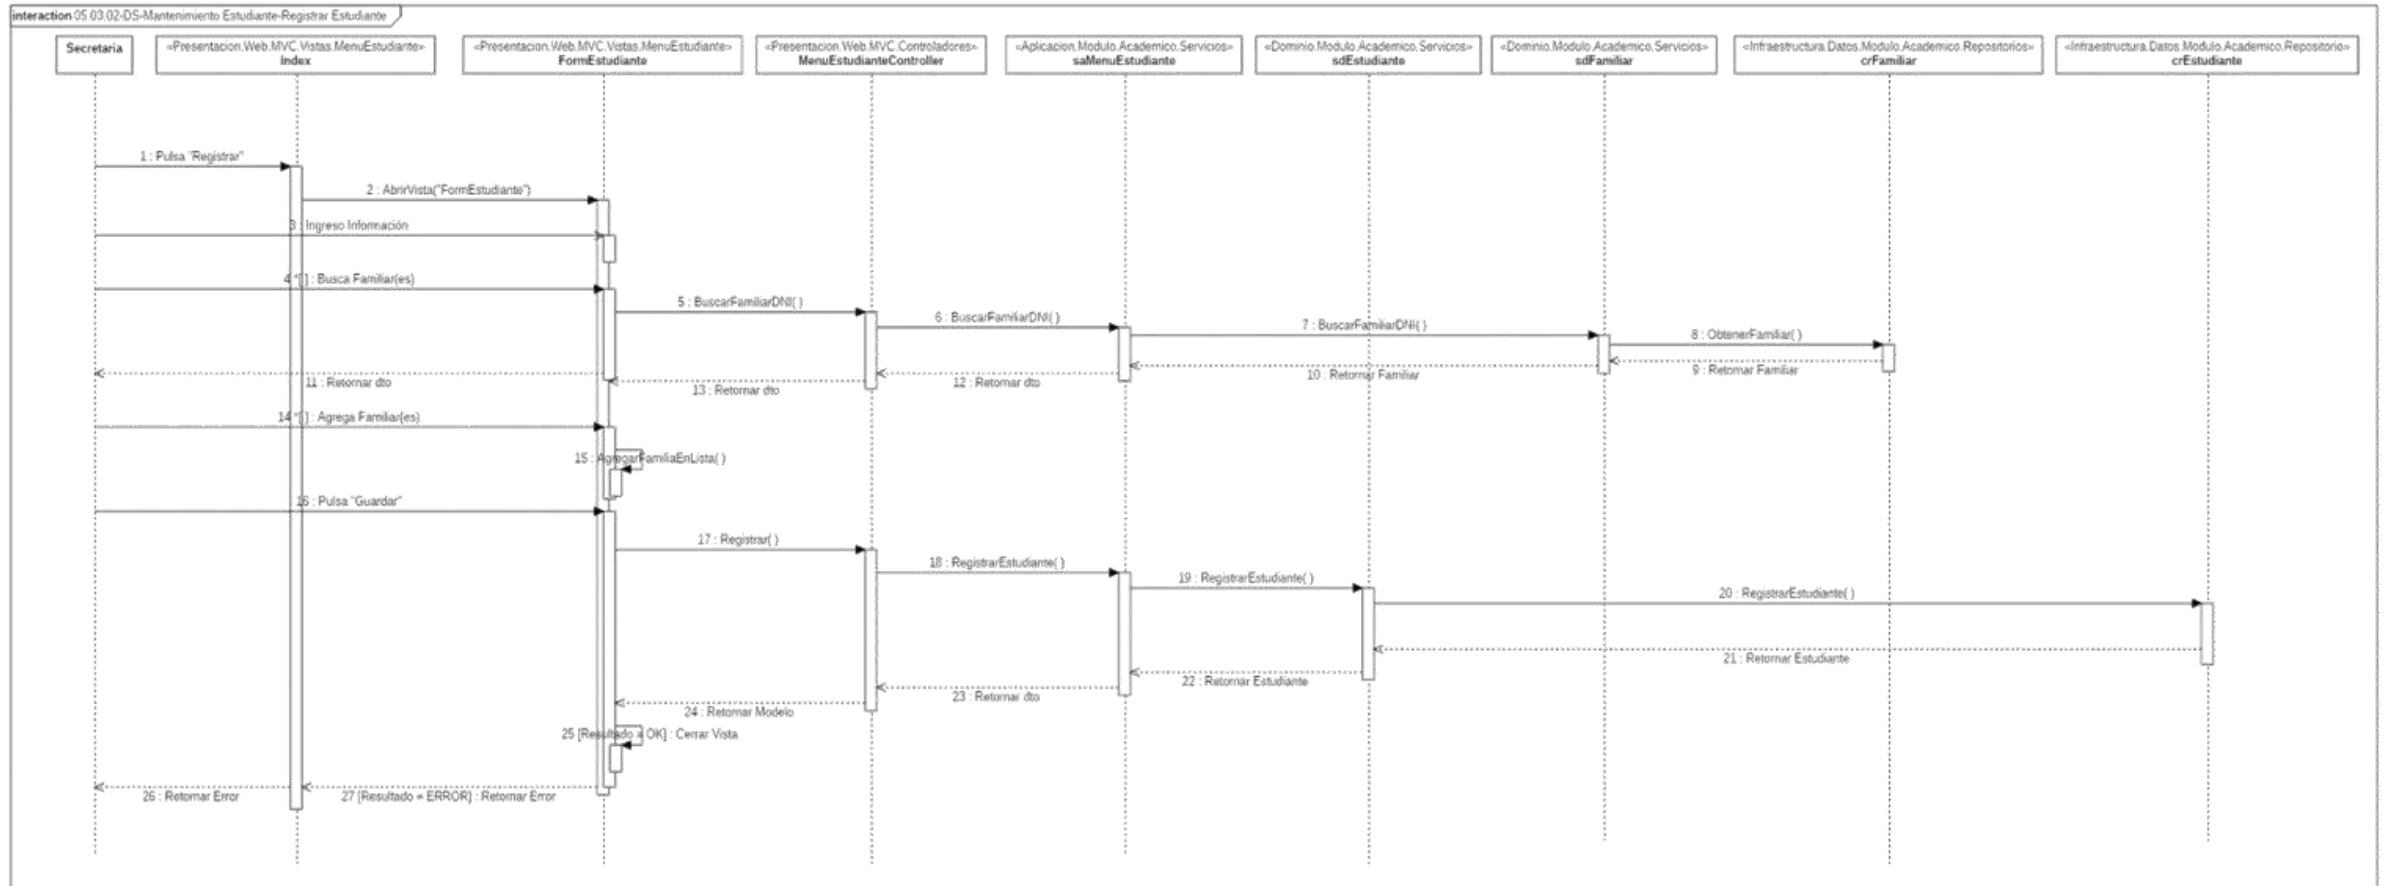 interaction 05.03.02-DS-Mantenimiento Estudiante-Registrar Estudiante
Secretaria
«Presentacion.Web.MVC.Vistas.MenuEstudiante»
Index
«Presentacion.Web.MVC.Vistas.MenuEstudiante»
FormEstudiante
«Presentacion.Web.MVC.Controladores»
MenuEstudianteController
«Aplicacion.Modulo.Academico.Servicios»
saMenuEstudiante
«Dominio.Modulo.Academico.Servicios»
sdEstudiante
«Dominio.Modulo.Academico.Servicios»
sdFamiliar
«Infraestructura.Datos.Modulo.Academico.Repositorios»
crFamiliar
«Infraestructura.Datos.Modulo.Academico.Repositorio»
crEstudiante
1 : Pulsa "Registrar"
2 : AbrirVista("FormEstudiante")
3 : Ingreso Información
4 *[ ] : Busca Familiar(es)
5 : BuscarFamiliarDNI( )
6 : BuscarFamiliarDNI( )
7 : BuscarFamiliarDNI( )
8 : ObtenerFamiliar( )
9 : Retornar Familiar
10 : Retornar Familiar
11 : Retornar dto
12 : Retornar dto
13 : Retornar dto
14 *[ ] : Agrega Familiar(es)
15 : AgregarFamiliaEnLista( )
16 : Pulsa "Guardar"
17 : Registrar( )
18 : RegistrarEstudiante( )
19 : RegistrarEstudiante( )
20 : RegistrarEstudiante( )
21 : Retornar Estudiante
22 : Retornar Estudiante
23 : Retornar dto
24 : Retornar Modelo
25 [Resultado = OK] : Cerrar Vista
26 : Retornar Error
27 [Resultado = ERROR] : Retornar Error